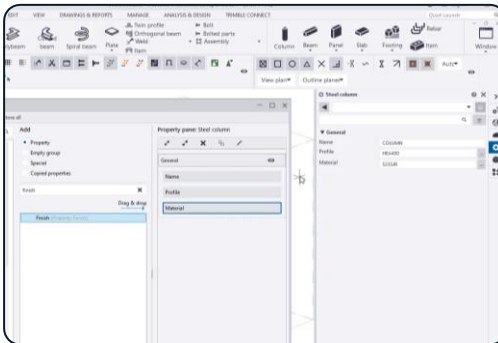 EDIT VIEW DRAWINGS & REPORTS MANAGE ANALYSIS & DESIGN TRIMBLE CONNECT Quick Launch
Twin profile
Orthogonal beam
Weld
Item
Bolt
Bolted parts
Assembly
Polybeam beam Spiral beam Plate
Column Beam Panel Slab Footing Rebar
Item
Window
Auto
View plane Outline planes
Add
Property
Empty group
Special
Copied properties
finish
Drag & drop
Finish
Property pane: Steel column
General
Name
Profile
Material
Steel column
General
Name COLUMN
Profile
Material